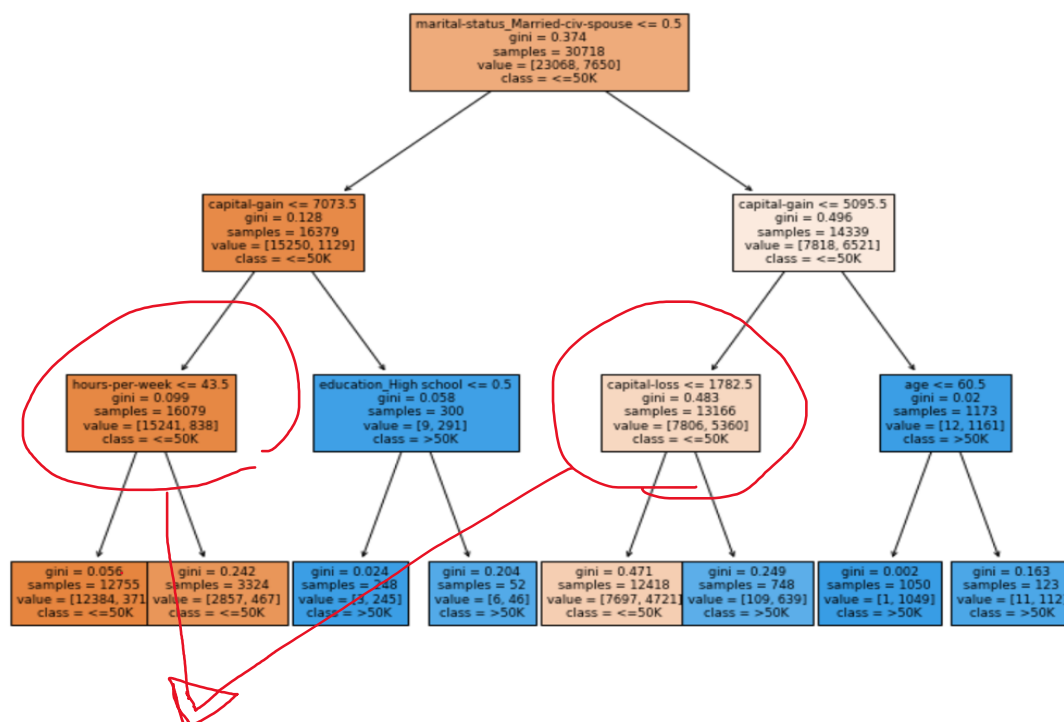 marital-status_Married-civ-spouse <= 0.5
gini = 0.374
samples = 30718
value = [23068, 7650]
class = <=50K
capital-gain <= 7073.5
gini = 0.128
samples = 16379
value = [15250, 1129]
class = <=50K
capital-gain <= 5095.5
gini = 0.496
samples = 14339
value = [7818, 6521]
class = <=50K
hours-per-week <= 43.5
gini = 0.099
samples = 16079
value = [15241, 838]
class = <=50K
education_High school <= 0.5
gini = 0.058
samples = 300
value = [9, 291]
class = >50K
capital-loss <= 1782.5
gini = 0.483
samples = 13166
value = [7806, 5360]
class = <=50K
age <= 60.5
gini = 0.02
samples = 1173
value = [12, 1161]
class = >50K
gini = 0.056
samples = 12755
value = [12384, 371
class = <=50K
gini = 0.242
samples = 3324
value = [2857, 467]
class = <=50K
gini = 0.024
samples = 248
value = [3, 245]
class = >50K
gini = 0.204
samples = 52
value = [6, 46]
class = >50K
gini = 0.471
samples = 12418
value = [7697, 4721]
class = <=50K
gini = 0.249
samples = 748
value = [109, 639]
class = >50K
gini = 0.002
samples = 1050
value = [1, 1049]
class = >50K
gini = 0.163
samples = 123
value = [11, 112
class = >50K